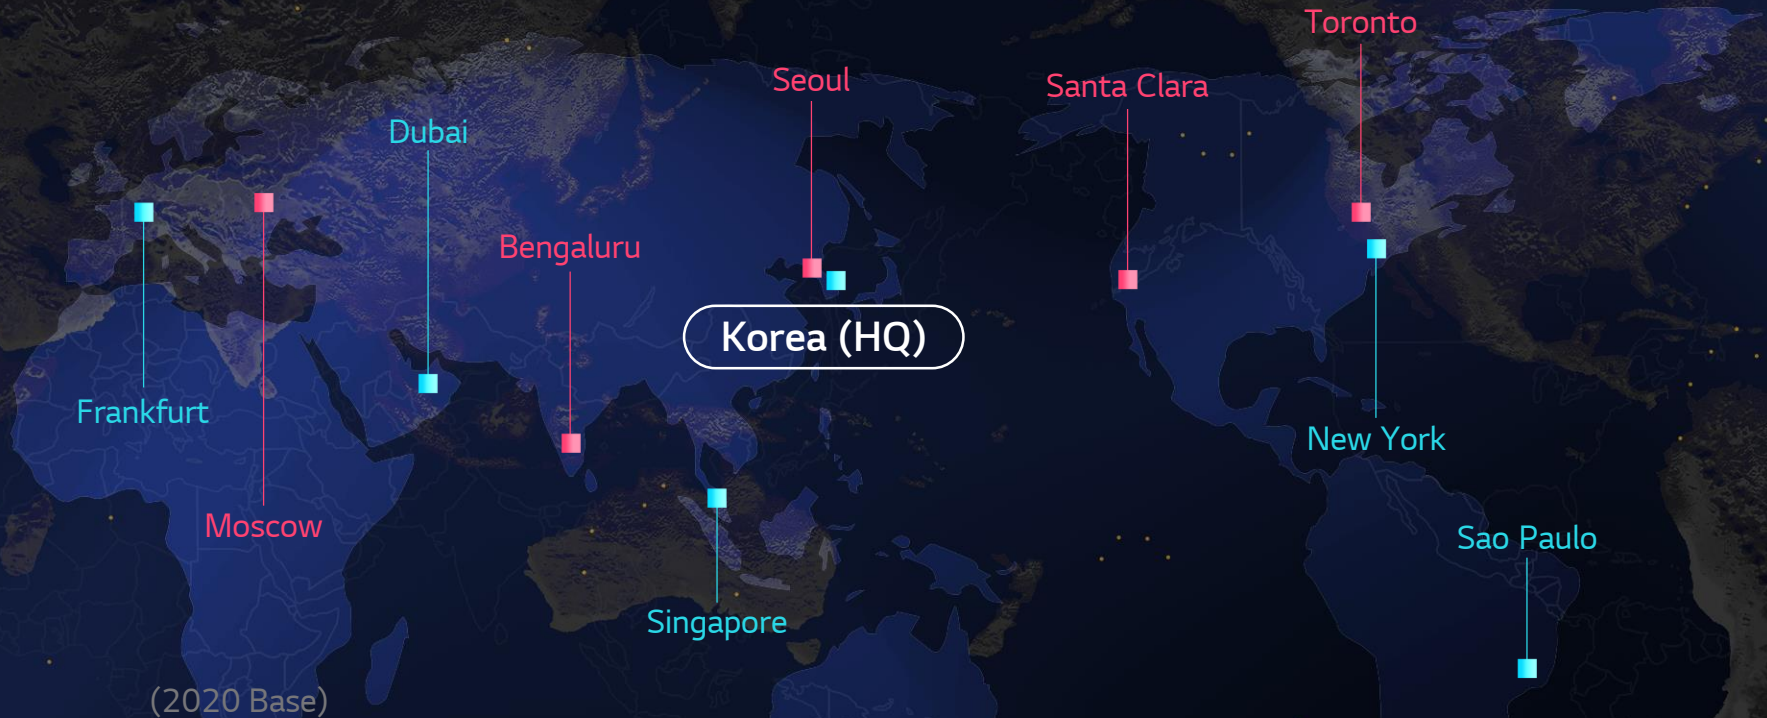 Toronto
Seoul
Santa Clara
Dubai
Bengaluru
Korea (HQ)
Frankfurt
New York
Moscow
Sao Paulo
Singapore
(2020 Base)